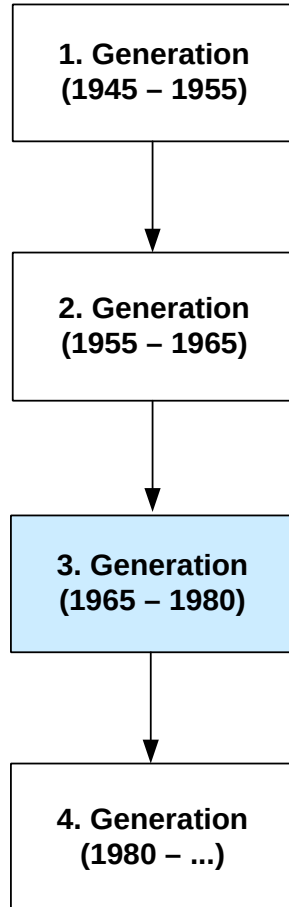 1. Generation
(1945 – 1955)
2. Generation
(1955 – 1965)
3. Generation
(1965 – 1980)
4. Generation
(1980 – ...)